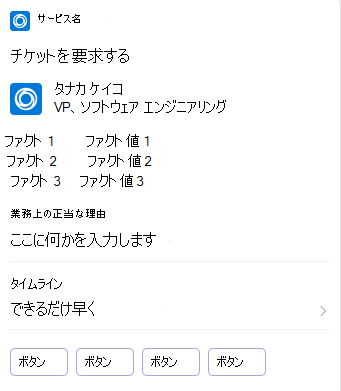 サービス名
チケットを要求する
タナカ ケイコ
VP、ソフトウェア エンジニアリング
ファクト 1 ファクト値 1
ファクト 2 ファクト値 2
ファクト 3 ファクト値 3
業務上の正当な理由
ここに何かを入力します
タイムライン
できるだけ早く
ボタン ボタン ボタン ボタン